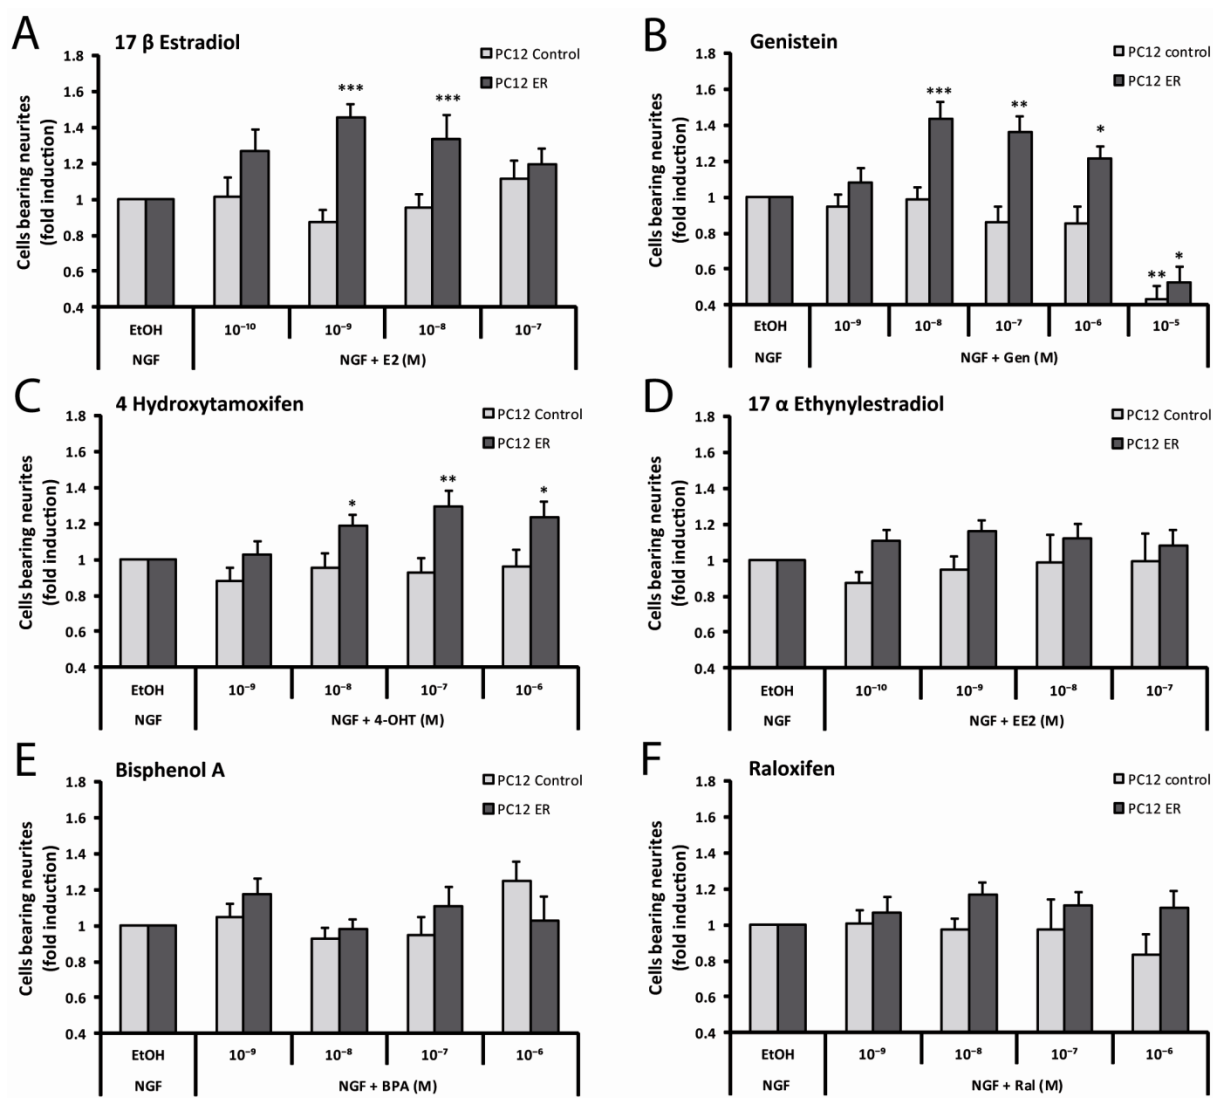 A
17 β Estradiol
PC12 Control
PC12 ER
Cells bearing neurites
(fold induction)
1.8
1.6
1.4
1.2
1
0.8
0.6
0.4
***
***
EtOH
10⁻¹⁰
10⁻⁹
10⁻⁸
10⁻⁷
NGF
NGF + E2 (M)
B
Genistein
PC12 control
PC12 ER
Cells bearing neurites
(fold induction)
1.8
1.6
1.4
1.2
1
0.8
0.6
0.4
***
**
*
**
*
EtOH
10⁻⁹
10⁻⁸
10⁻⁷
10⁻⁶
10⁻⁵
NGF
NGF + Gen (M)
C
4 Hydroxytamoxifen
PC12 Control
PC12 ER
Cells bearing neurites
(fold induction)
1.8
1.6
1.4
1.2
1
0.8
0.6
0.4
*
**
*
EtOH
10⁻⁹
10⁻⁸
10⁻⁷
10⁻⁶
NGF
NGF + 4-OHT (M)
D
17 α Ethynylestradiol
PC12 Control
PC12 ER
Cells bearing neurites
(fold induction)
1.8
1.6
1.4
1.2
1
0.8
0.6
0.4
EtOH
10⁻¹⁰
10⁻⁹
10⁻⁸
10⁻⁷
NGF
NGF + EE2 (M)
E
Bisphenol A
PC12 Control
PC12 ER
Cells bearing neurites
(fold induction)
1.8
1.6
1.4
1.2
1
0.8
0.6
0.4
EtOH
10⁻⁹
10⁻⁸
10⁻⁷
10⁻⁶
NGF
NGF + BPA (M)
F
Raloxifen
PC12 control
PC12 ER
Cells bearing neurites
(fold induction)
1.8
1.6
1.4
1.2
1
0.8
0.6
0.4
EtOH
10⁻⁹
10⁻⁸
10⁻⁷
10⁻⁶
NGF
NGF + Ral (M)